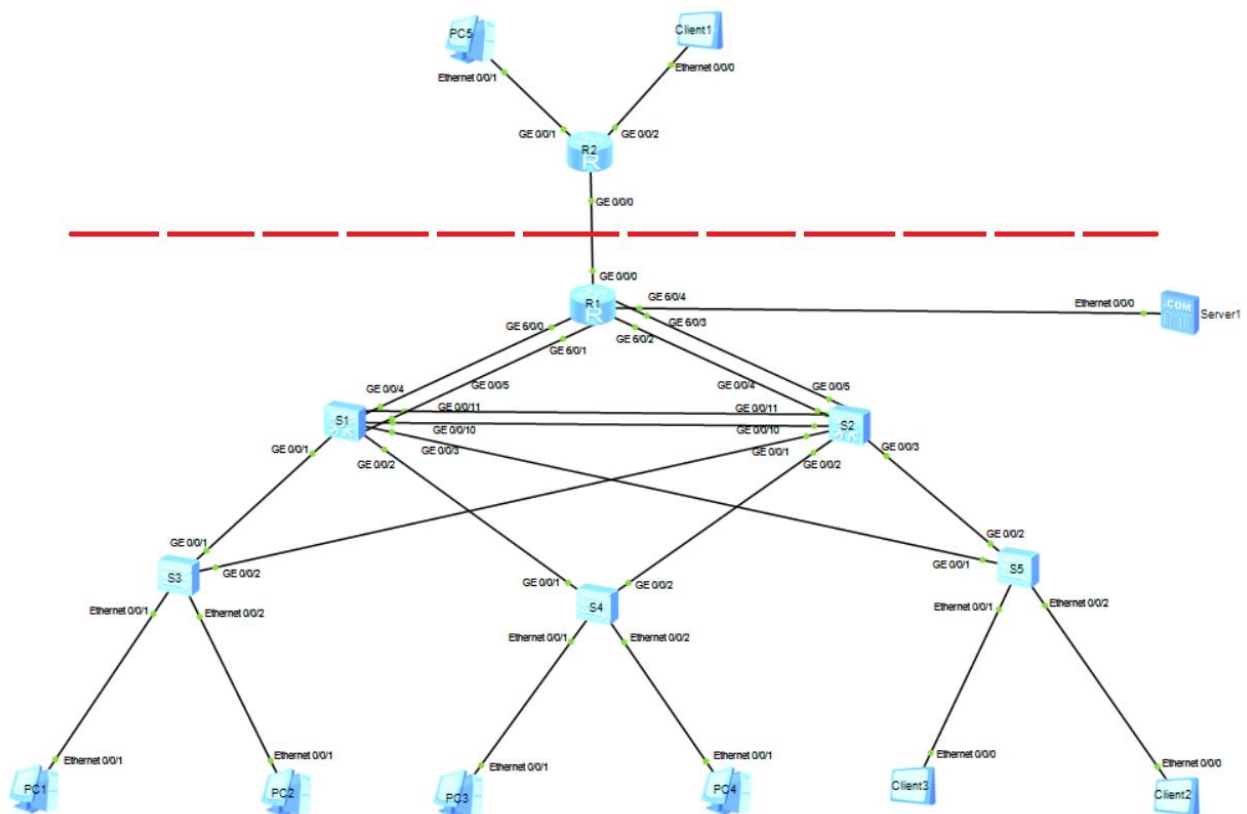 PC5
Client1
Ethernet 0/0/1
Ethernet 0/0/0
GE 0/0/1
GE 0/0/2
R2
GE 0/0/0
GE 0/0/0
R1
GE 6/0/4
Ethernet 0/0/0
.COM
Server1
GE 6/0/0
GE 6/0/3
GE 6/0/1
GE 6/0/2
GE 0/0/4
GE 0/0/5
GE 0/0/4
GE 0/0/5
S1
GE 0/0/11
GE 0/0/11
S2
GE 0/0/10
GE 0/0/10
GE 0/0/1
GE 0/0/3
GE 0/0/1
GE 0/0/3
GE 0/0/2
GE 0/0/2
GE 0/0/1
GE 0/0/2
S3
GE 0/0/2
GE 0/0/1
S5
GE 0/0/1
GE 0/0/2
S4
Ethernet 0/0/1
Ethernet 0/0/2
Ethernet 0/0/1
Ethernet 0/0/2
Ethernet 0/0/1
Ethernet 0/0/2
Ethernet 0/0/1
Ethernet 0/0/1
Ethernet 0/0/1
Ethernet 0/0/1
Ethernet 0/0/0
Ethernet 0/0/0
PC1
PC2
PC3
PC4
Client3
Client2